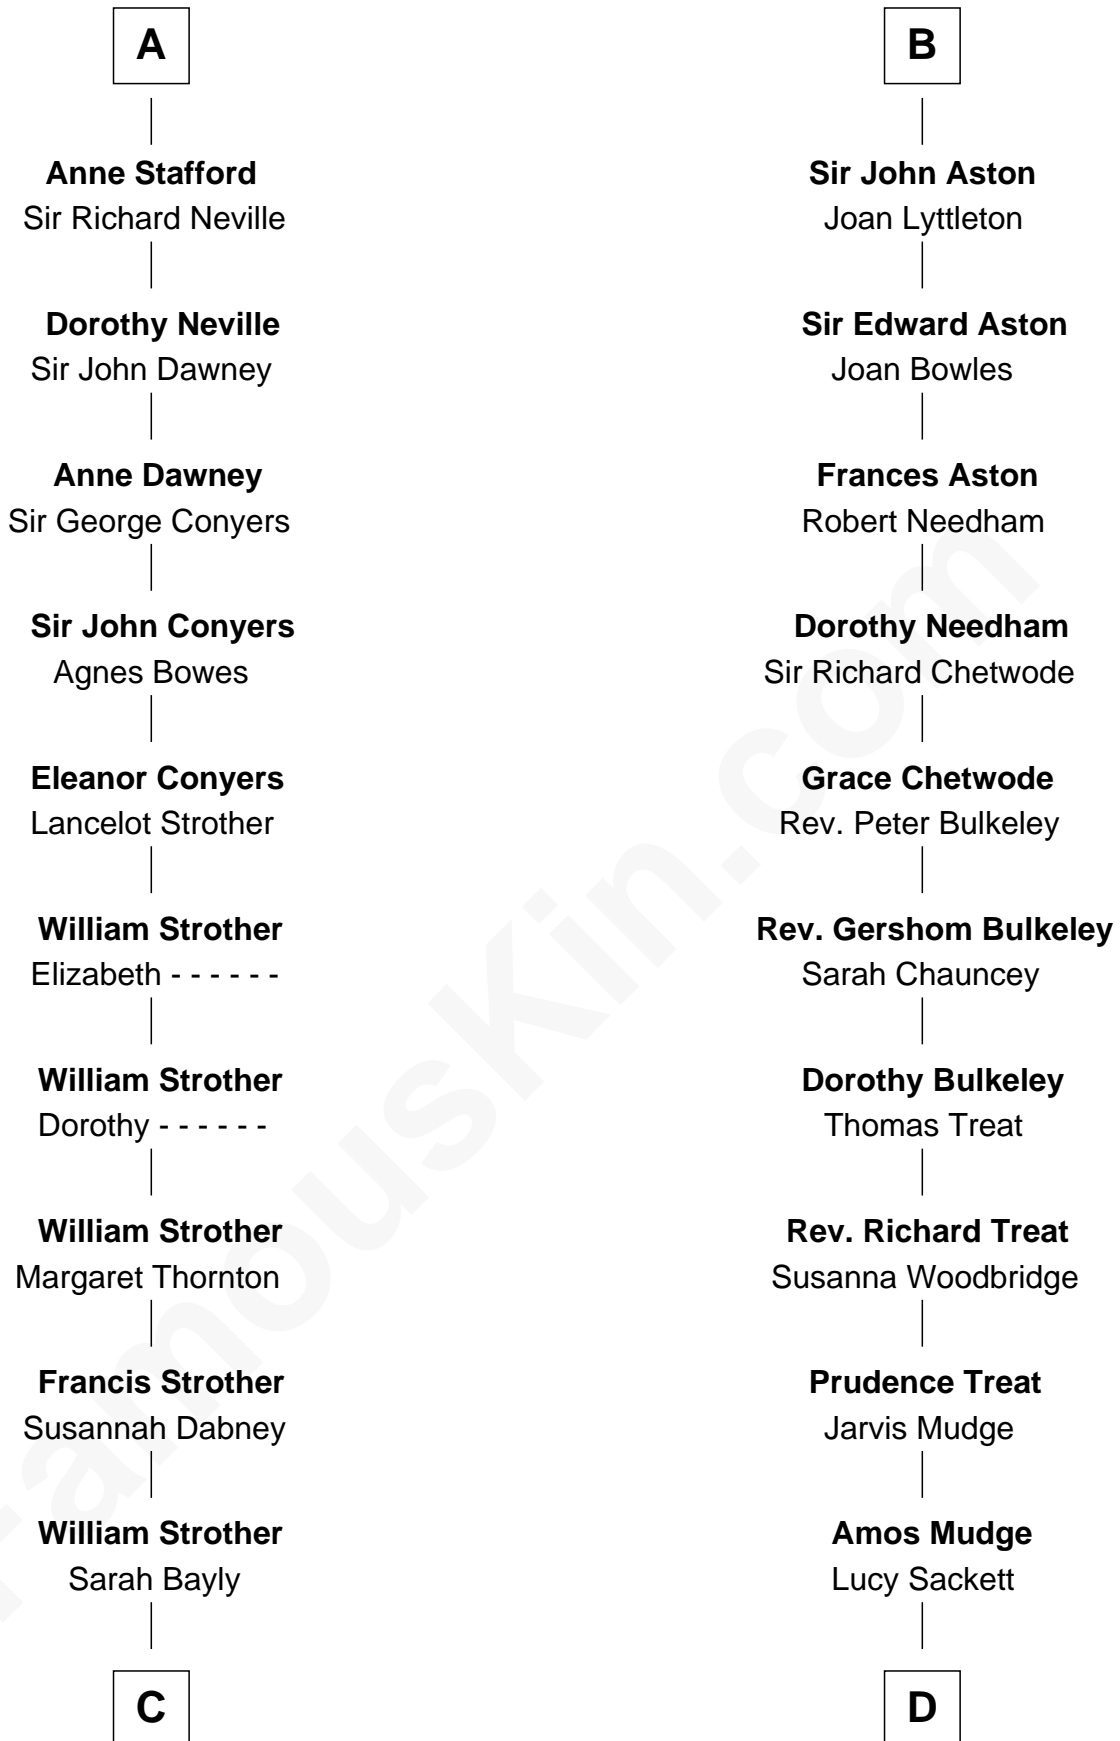 A
Anne Stafford
Sir Richard Neville
Dorothy Neville
Sir John Dawney
Anne Dawney
Sir George Conyers
Sir John Conyers
Agnes Bowes
Eleanor Conyers
Lancelot Strother
William Strother
Elizabeth - - - - - -
William Strother
Dorothy - - - - - -
William Strother
Margaret Thornton
Francis Strother
Susannah Dabney
William Strother
Sarah Bayly
C
B
Sir John Aston
Joan Lyttleton
Sir Edward Aston
Joan Bowles
Frances Aston
Robert Needham
Dorothy Needham
Sir Richard Chetwode
Grace Chetwode
Rev. Peter Bulkeley
Rev. Gershom Bulkeley
Sarah Chauncey
Dorothy Bulkeley
Thomas Treat
Rev. Richard Treat
Susanna Woodbridge
Prudence Treat
Jarvis Mudge
Amos Mudge
Lucy Sackett
D
FamousKin.com